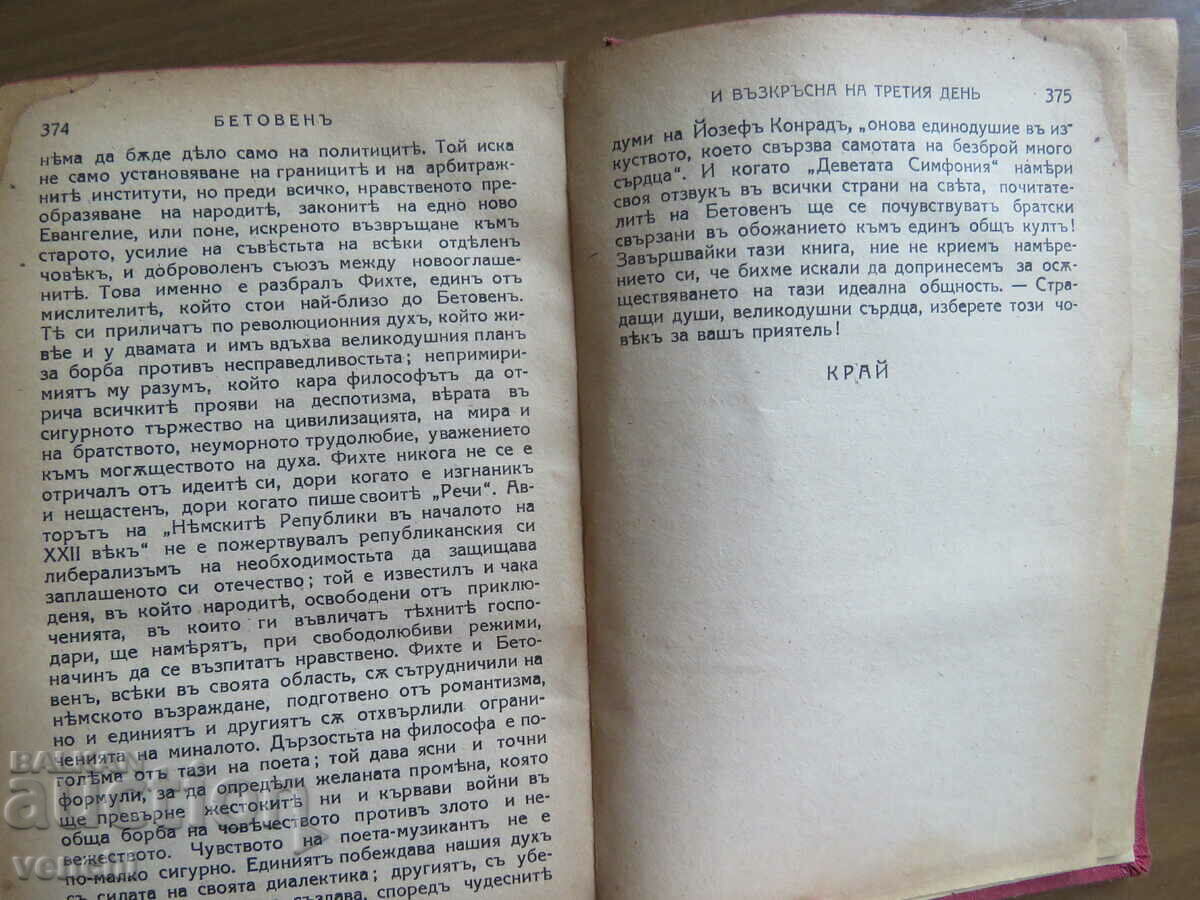 374
БЕТОВЕНЪ
нѣма да бѫде дѣло само на политицитѣ. Той иска
не само установяване на границитѣ и на арбитраж-
нитѣ институти, но преди всичко, нравственото пре-
образяване на народитѣ, законитѣ на едно ново
Евангелие, или поне, искреното възвръщане къмъ
старото, усилие на съвѣстьта на всѣки отдѣленъ
човѣкъ, и доброволенъ съюзъ между новооглаше-
нитѣ. Това именно е разбралъ Фихте, единъ отъ
мислителитѣ, който стои най-близо до Бетовенъ.
Тѣ си приличатъ по революционния духъ, който жи-
вѣе и у двамата и имъ вдъхва великодушния планъ
за борба противъ несправедливостьта; непримири-
миятъ му разумъ, който кара философътъ да от-
рича всичкитѣ прояви на деспотизма, вѣрата въ
сигурното тържество на цивилизацията, на мира и
на братството, неуморното трудолюбие, уважението
къмъ могѫществото на духа. Фихте никога не се е
отричалъ отъ идеитѣ си, дори когато е изгнаникъ
и нещастенъ, дори когато пише своитѣ „Речи“. Ав-
торътъ на „Нѣмскитѣ Републики въ началото на
XXII вѣкъ“ не е пожертвувалъ републиканския си
либерализъмъ на необходимостьта да защищава
заплашеното си отечество; той е известилъ и чака
деня, въ който народитѣ, освободени отъ приклю-
ченията, въ които ги въвличатъ тѣхнитѣ госпо-
дари, ще намѣрятъ, при свободолюбиви режими,
начинъ да се възпитатъ нравствено. Фихте и Бето-
венъ, всѣки въ своята область, сѫ сътрудничили на
нѣмското възраждане, подготвено отъ романтизма,
но и единиятъ и другиятъ сѫ отхвърлили ограни-
ченията на миналото. Дързостьта на философа е по-
голѣма отъ тази на поета; той дава ясни и точни
формули, за да опредѣли желаната промѣна, която
ще превърне жестокитѣ ни и кървави войни въ
обща борба на човѣчеството противъ злото и не-
вежеството. Чувството на поета-музикантъ не е
по-малко сигурно. Единиятъ побеждава нашия духъ
съ силата на своята диалектика; другиятъ, съ убе-
създава, споредъ чудеснитѣ
И ВЪЗКРЪСНА НА ТРЕТИЯ ДЕНЬ
375
думи на Йозефъ Конрадъ, „онова единодушие въ из-
куството, което свързва самотата на безброй много
сърдца“. И когато „Деветата Симфония“ намѣри
своя отзвукъ въ всички страни на свѣта, почитате-
литѣ на Бетовенъ ще се почувствуватъ братски
свързани въ обожанието къмъ единъ общъ култъ!
Завършвайки тази книга, ние не криемъ намѣре-
нието си, че бихме искали да допринесемъ за осѫ-
ществяването на тази идеална общность. — Стра-
дащи души, великодушни сърдца, изберете този чо-
вѣкъ за вашъ приятель!
КРАЙ
BALKAN
auction
veneti